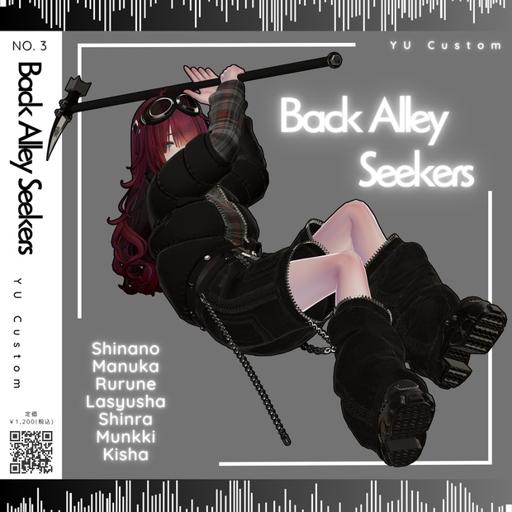 NO. 3
Back Alley Seekers
YU Custom
定価
¥1,200(税込)
YU Custom
Back Alley
Seekers
Shinano
Manuka
Rurune
Lasyusha
Shinra
Munkki
Kisha